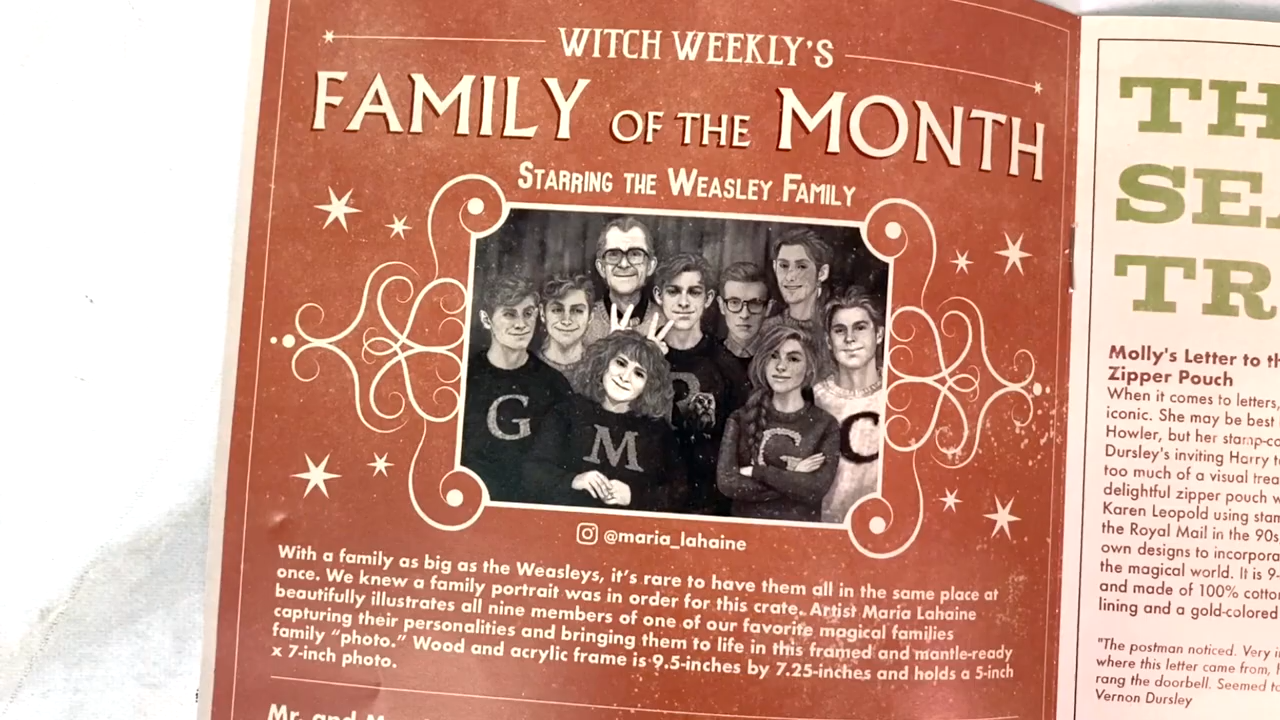 WITCH WEEKLY'S
FAMILY OF THE MONTH
STARRING THE WEASLEY FAMILY
G
M
R
G
C
@maria_lahaine
With a family as big as the Weasleys, it's rare to have them all in the same place at
once. We knew a family portrait was in order for this crate. Artist Maria Lahaine
beautifully illustrates all nine members of one of our favorite magical families
capturing their personalities and bringing them to life in this framed and mantle-ready
family "photo." Wood and acrylic frame is 9.5-inches by 7.25-inches and holds a 5-inch
x 7-inch photo.
Mr. and M
TH
SEA
TR
Molly's Letter to th
Zipper Pouch
When it comes to letters,
iconic. She may be best
Howler, but her stamp-co
Dursley's inviting Harry t
too much of a visual trea
delightful zipper pouch w
Karen Leopold using stam
the Royal Mail in the 90s
own designs to incorpora
the magical world. It is 9-
and made of 100% cotto
lining and a gold-colored
"The postman noticed. Very i
where this letter came from,
rang the doorbell. Seemed to
Vernon Dursley